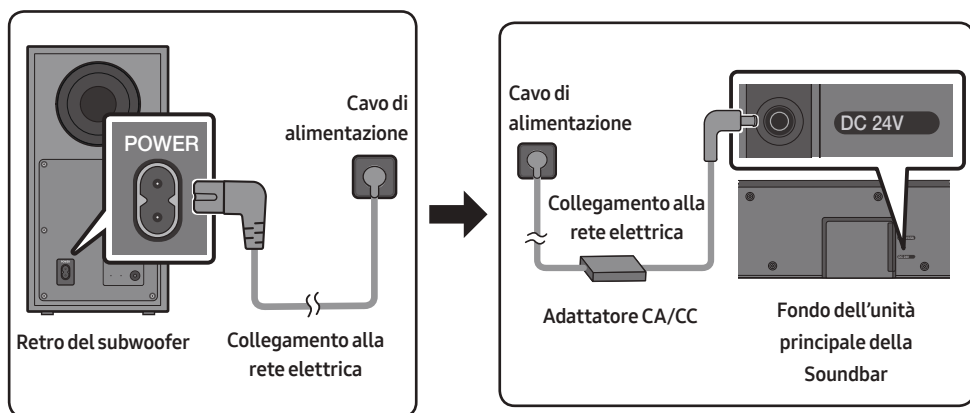 Cavo di
alimentazione
POWER
POWER
Retro del subwoofer
Collegamento alla
rete elettrica
Cavo di
alimentazione
DC 24V
Collegamento alla
rete elettrica
Adattatore CA/CC
Fondo dell’unità
principale della
Soundbar